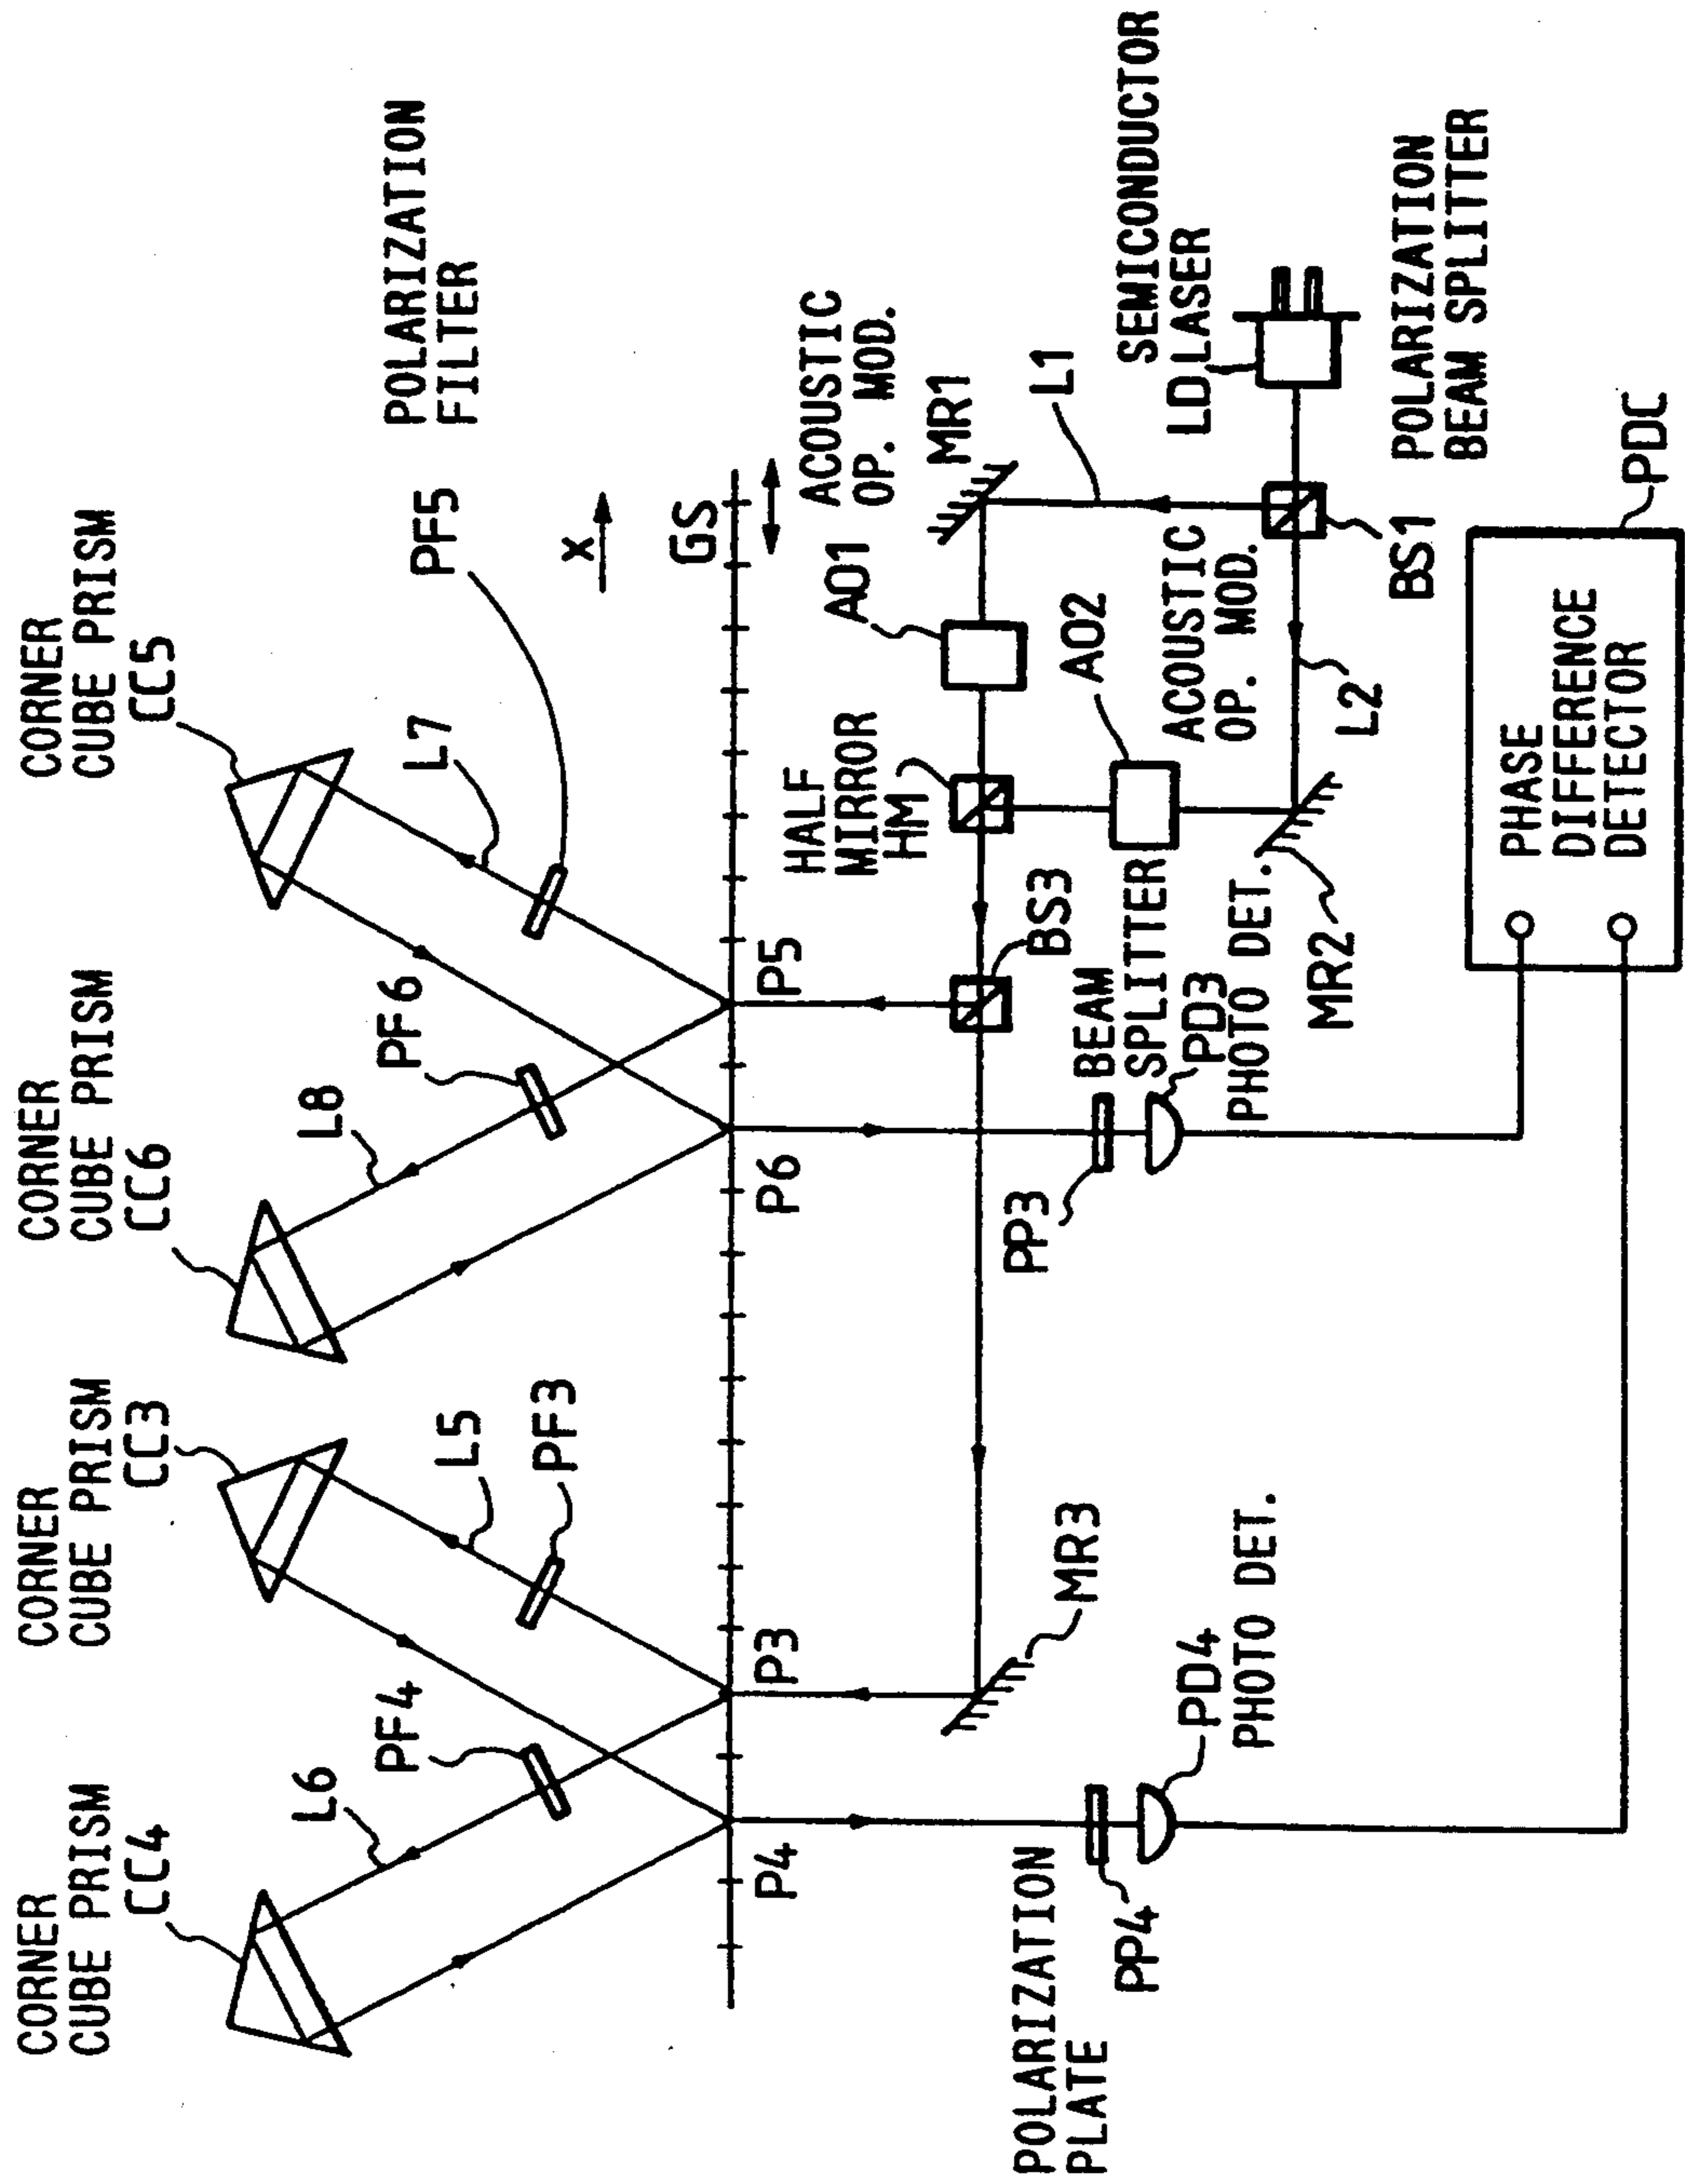 CORNER
CUBE PRISM
CC4
CORNER
CUBE PRISM
CC3
CORNER
CUBE PRISM
CC6
CORNER
CUBE PRISM
CC5
L6
L5
L8
L7
POLARIZATION
FILTER
PF4
PF3
PF6
PF5
x
GS
P4
P3
P6
P5
ACOUSTIC
OP. MOD.
AO1
MR1
HALF
MIRROR
HM
L1
BS3
AO2
ACOUSTIC
OP. MOD.
SEMICONDUCTOR
LD LASER
POLARIZATION
PLATE
PP4
MR3
PD4
PHOTO DET.
PP3
BEAM
SPLITTER
PD3
PHOTO DET.
MR2
L2
BS1
POLARIZATION
BEAM SPLITTER
PHASE
DIFFERENCE
DETECTOR
PDC